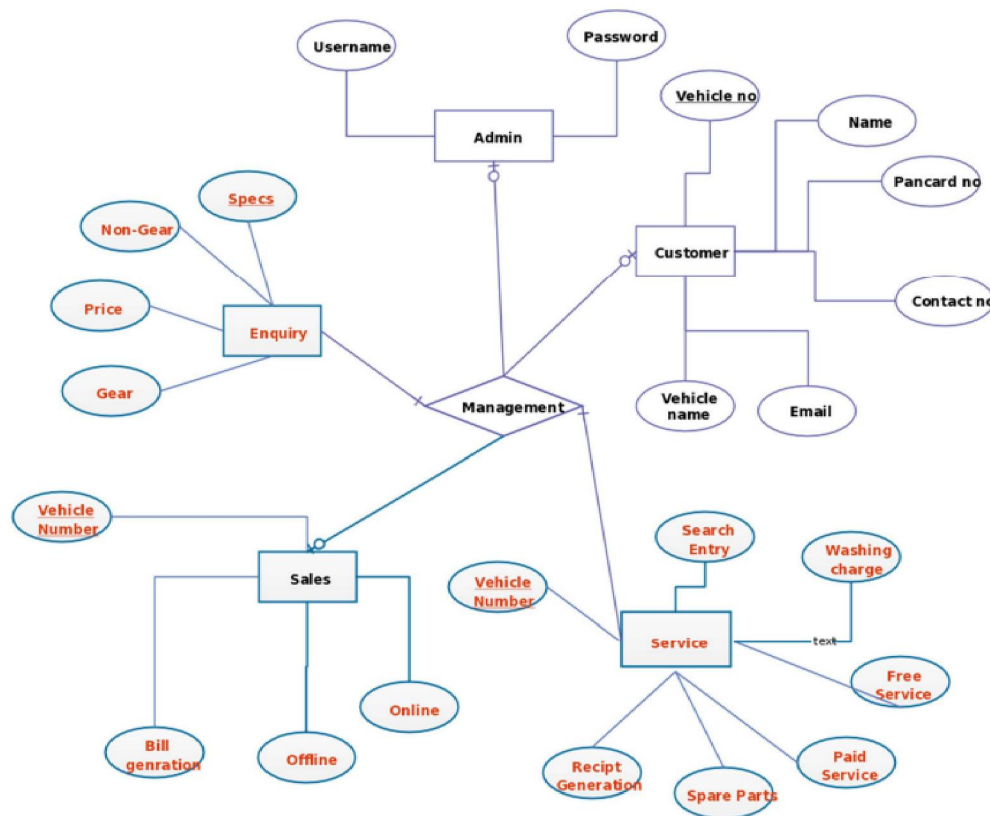 Username
Password
Admin
Vehicle no
Name
Pancard no
Customer
Contact no
Vehicle
name
Email
Specs
Non-Gear
Price
Enquiry
Gear
Management
Vehicle
Number
Sales
Bill
genration
Offline
Online
Search
Entry
Washing
charge
Vehicle
Number
Service
text
Free
Service
Recipt
Generation
Spare Parts
Paid
Service